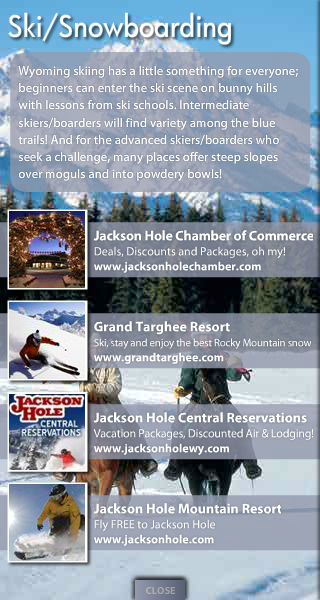 Ski/Snowboarding
Wyoming skiing has a little something for everyone;
beginners can enter the ski scene on bunny hills
with lessons from ski schools. Intermediate
skiers/boarders will find variety among the blue
trails! And for the advanced skiers/boarders who
seek a challenge, many places offer steep slopes
over moguls and into powdery bowls!
Jackson Hole Chamber of Commerce
Deals, Discounts and Packages, oh my!
www.jacksonholechamber.com
Grand Targhee Resort
Ski, stay and enjoy the best Rocky Mountain snow
www.grandtarghee.com
JACKSON
HOLE
CENTRAL
RESERVATIONS
Jackson Hole Central Reservations
Vacation Packages, Discounted Air & Lodging!
www.jacksonholewy.com
Jackson Hole Mountain Resort
Fly FREE to Jackson Hole
www.jacksonhole.com
CLOSE